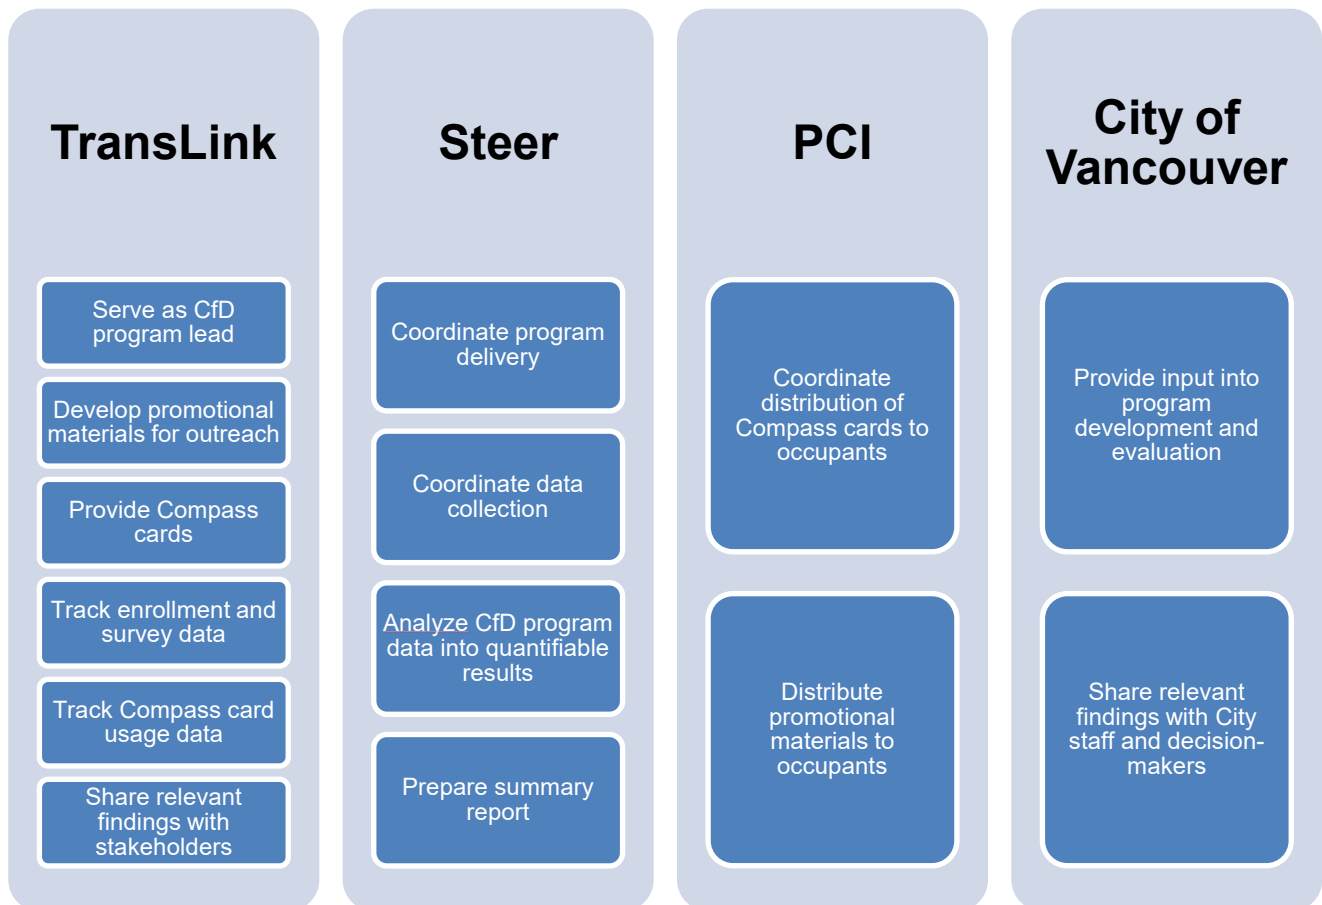 TransLink
Serve as CfD
program lead
Develop promotional
materials for outreach
Provide Compass
cards
Track enrollment and
survey data
Track Compass card
usage data
Share relevant
findings with
stakeholders
Steer
Coordinate program
delivery
Coordinate data
collection
Analyze CfD program
data into quantifiable
results
Prepare summary
report
PCI
Coordinate
distribution of
Compass cards to
occupants
Distribute
promotional
materials to
occupants
City of
Vancouver
Provide input into
program
development and
evaluation
Share relevant
findings with City
staff and decision-
makers